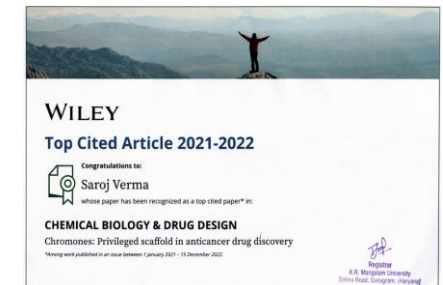 WILEY
Top Cited Article 2021-2022
Congratulations to:
Saroj Verma
whose paper has been recognized as a top cited paper* in:
CHEMICAL BIOLOGY & DRUG DESIGN
Chromones: Privileged scaffold in anticancer drug discovery
*Among work published in an issue between 1 January 2021 – 15 December 2022
Registrar
K.R. Mangalam University
Sohna Road, Gurugram, (Haryana)